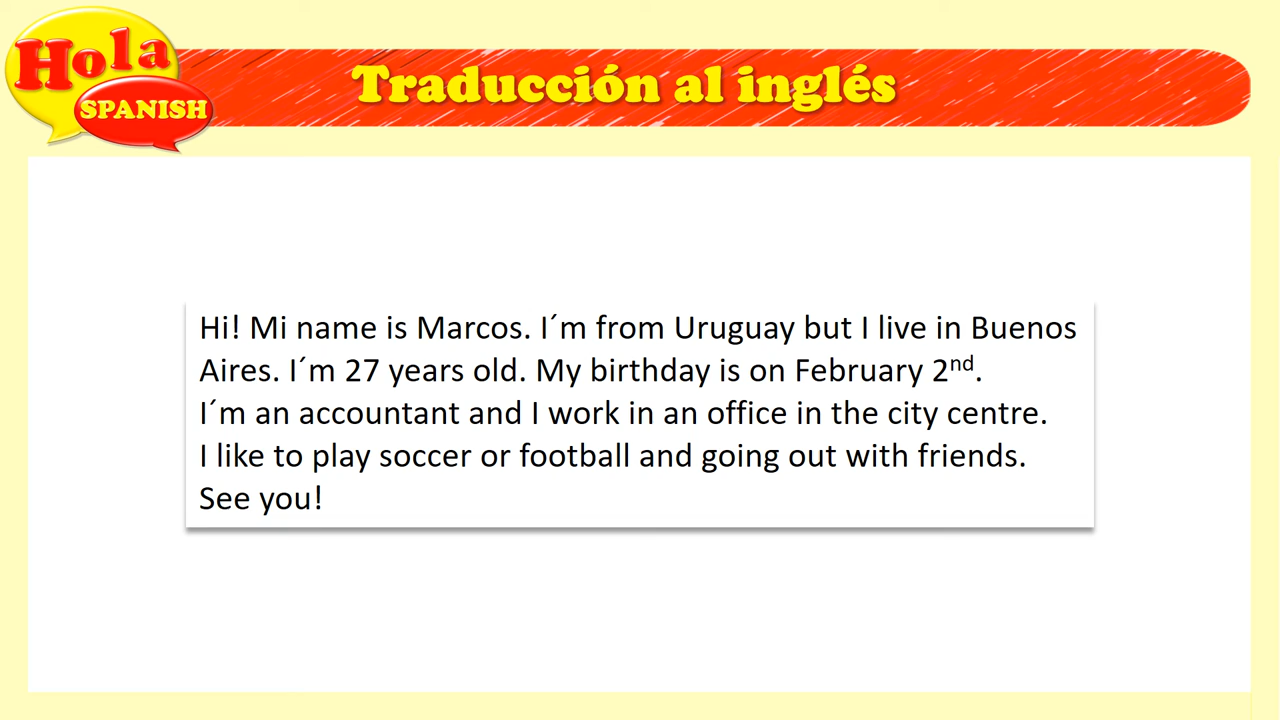 Hola
SPANISH
Traducción al inglés
Hi! Mi name is Marcos. I´m from Uruguay but I live in Buenos
Aires. I´m 27 years old. My birthday is on February 2nd.
I´m an accountant and I work in an office in the city centre.
I like to play soccer or football and going out with friends.
See you!